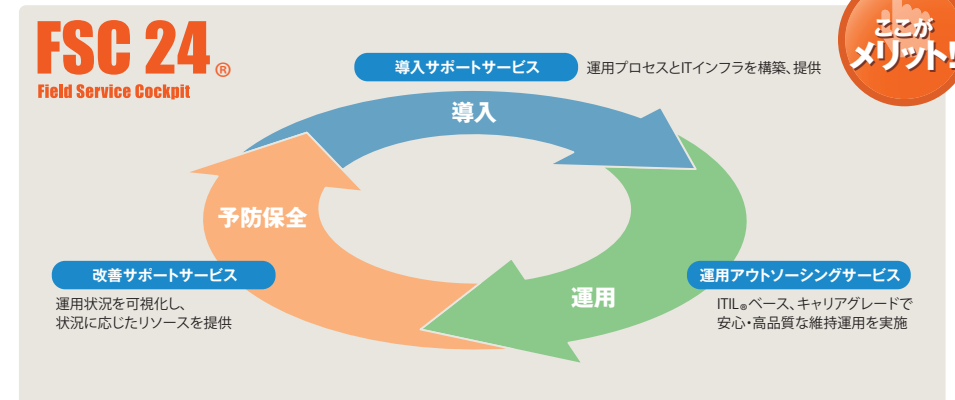 FSC 24®
Field Service Cockpit
ここが
メリット!
導入サポートサービス
運用プロセスとITインフラを構築、提供
導入
予防保全
改善サポートサービス
運用状況を可視化し、
状況に応じたリソースを提供
運用
運用アウトソーシングサービス
ITIL®ベース、キャリアグレードで
安心・高品質な維持運用を実施